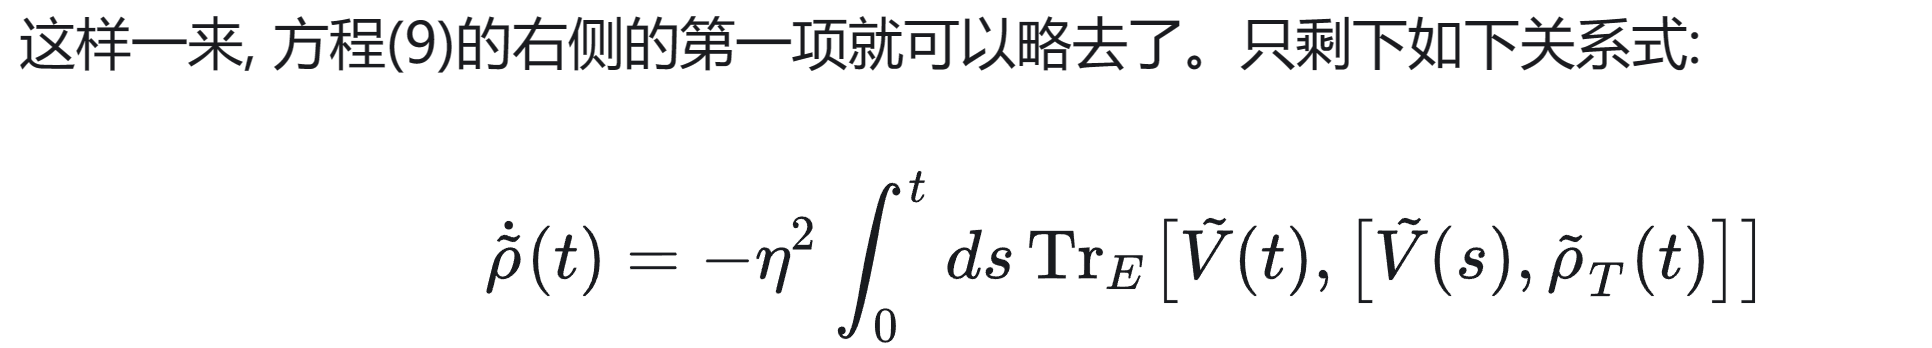 这样一来, 方程(9)的右侧的第一项就可以略去了。只剩下如下关系式:
$\dot{\tilde{\rho}}(t) = -\eta^2 \int_0^t ds \, \mathrm{Tr}_E \left[ \tilde{V}(t), \left[ \tilde{V}(s), \tilde{\rho}_T(t) \right] \right]$